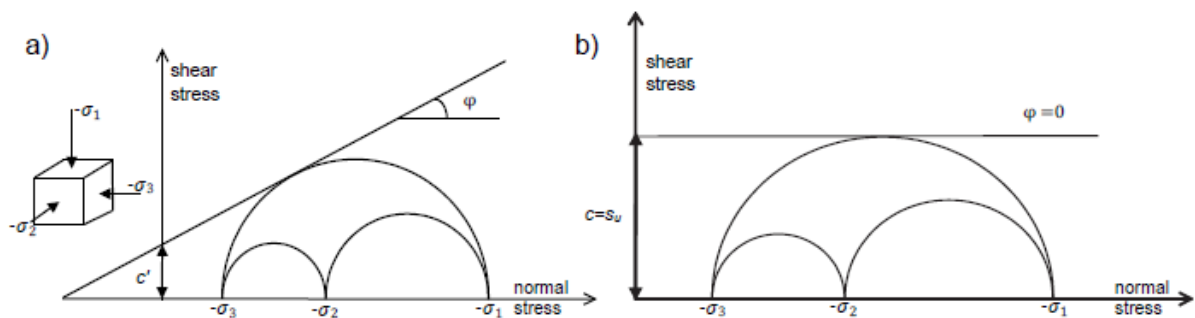 a)
shear
stress
φ
-σ1
-σ3
-σ2
c'
-σ3
-σ2
-σ1
normal
stress
b)
shear
stress
φ =0
c=su
-σ3
-σ2
-σ1
normal
stress